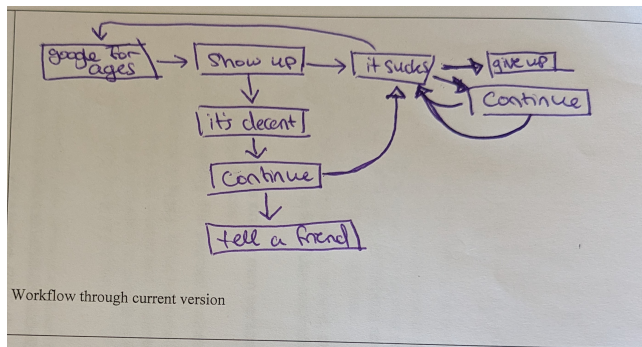 google for
ages
show up
it sucks
give up
Continue
it's decent
Continue
tell a friend
Workflow through current version